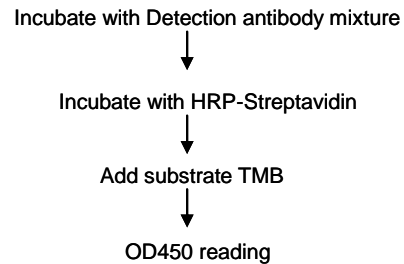 Incubate with Detection antibody mixture
Incubate with HRP-Streptavidin
Add substrate TMB
OD450 reading